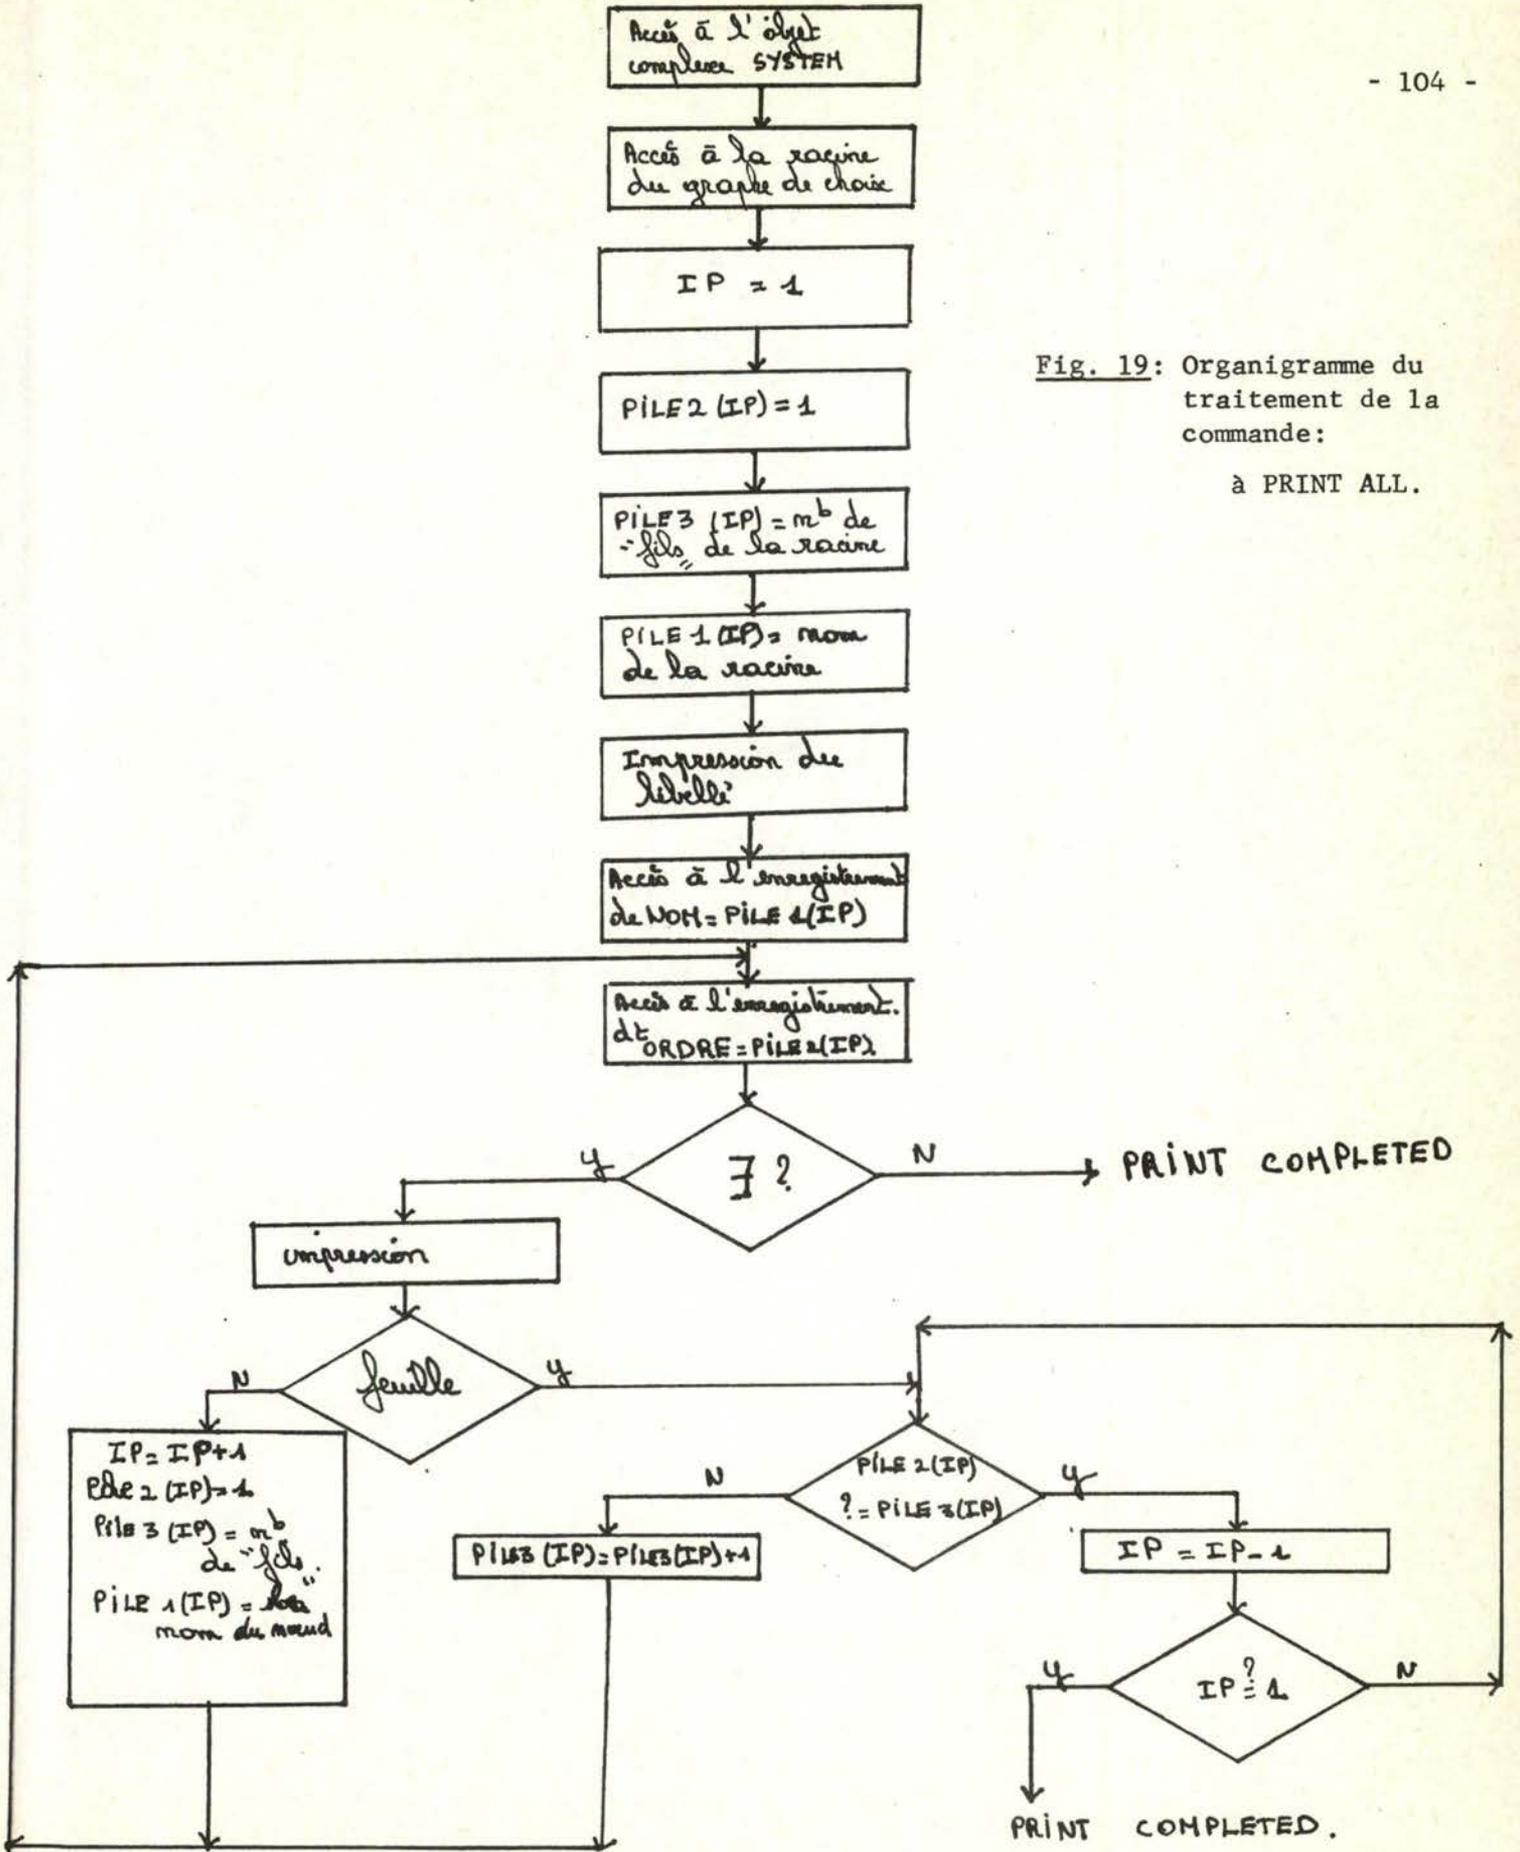 Accès à l'objet
complexe SYSTEM
- 104 -
Accès à la racine
du graphe de choix
IP = 1
Fig. 19: Organigramme du
traitement de la
commande:
à PRINT ALL.
PILE 2 (IP) = 1
PILE 3 (IP) = nb de
"fils" de la racine
PILE 1 (IP) = nom
de la racine
Impression du
libellé
Accès à l'enregistrement
de NOM = PILE 1(IP)
Accès à l'enregistrement.
dt ORDRE = PILE 2(IP).
∃ ?
Y
N
PRINT COMPLETED
impression
feuille
N
Y
IP = IP+1
Pile 2 (IP) = 1
Pile 3 (IP) = nb
de "fils".
PILE 1 (IP) =
nom du nœud
PILE 2(IP)
? = PILE 3(IP)
N
Y
PILE3 (IP) = PILE3(IP)+1
IP = IP-1
IP ?= 1
Y
N
PRINT COMPLETED.